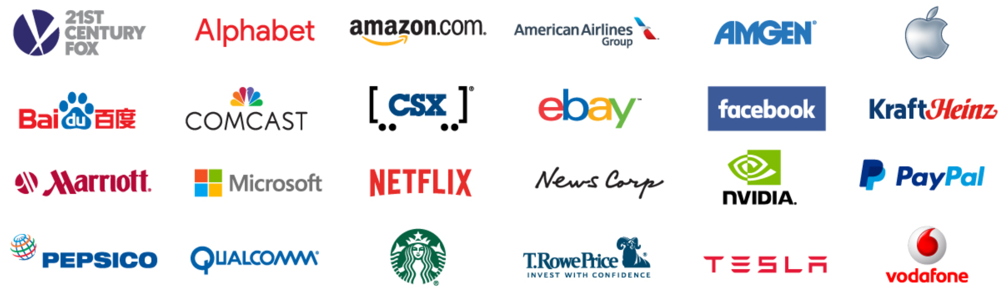 21ST
CENTURY
FOX
Alphabet
amazon.com.
American Airlines
Group
AMGEN®
Baidu百度
COMCAST
[CSX]®
ebay™
facebook
KraftHeinz
Marriott.
Microsoft
NETFLIX
News Corp
NVIDIA.
PayPal
PEPSICO
QUALCOMM®
®
T.RowePrice®
INVEST WITH CONFIDENCE
TESLA
vodafone